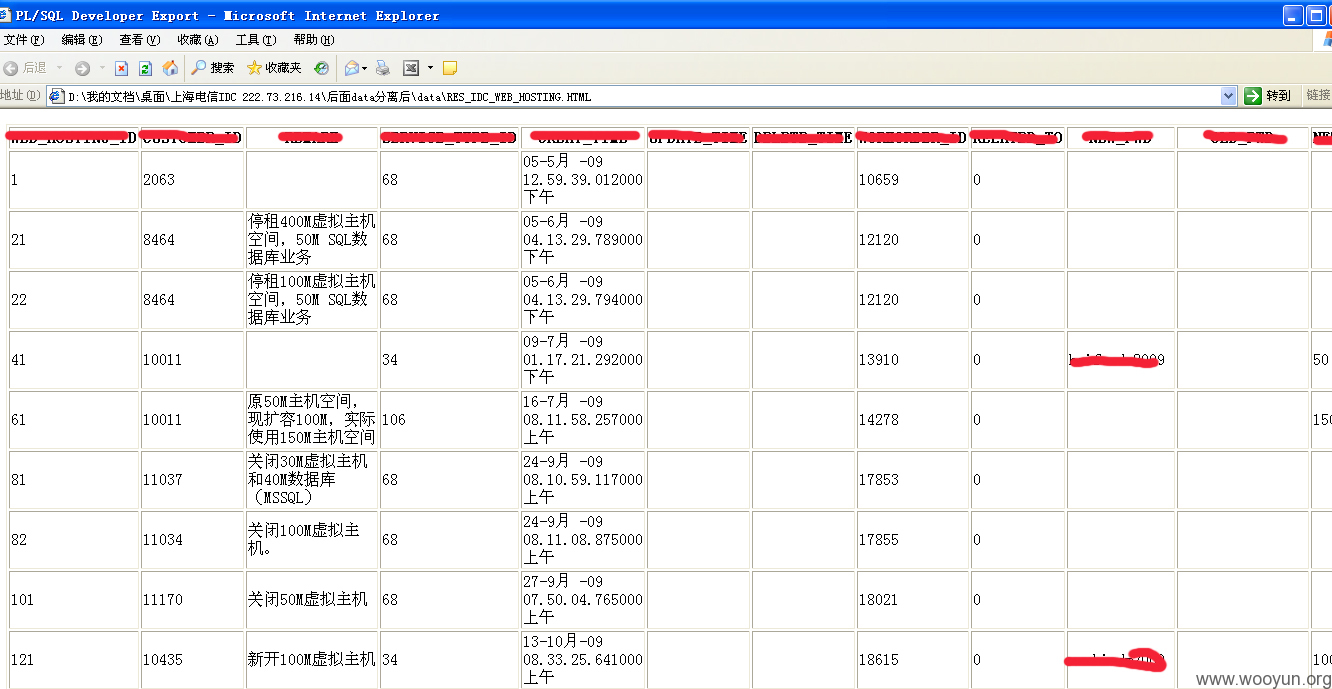 PL/SQL Developer Export - Microsoft Internet Explorer
文件(F) 编辑(E) 查看(V) 收藏(A) 工具(T) 帮助(H)
后退 搜索 收藏夹
地址(D) D:\我的文档\桌面\上海电信IDC 222.73.216.14\后面data分离后\data\RES_IDC_WEB_HOSTING.HTML 转到 链接
1 2063 68 05-5月 -09 12.59.39.012000 下午 10659 0
21 8464 停租400M虚拟主机空间，50M SQL数据库业务 68 05-6月 -09 04.13.29.789000 下午 12120 0
22 8464 停租100M虚拟主机空间，50M SQL数据库业务 68 05-6月 -09 04.13.29.794000 下午 12120 0
41 10011 34 09-7月 -09 01.17.21.292000 下午 13910 0 50
61 10011 原50M主机空间，现扩容100M，实际使用150M主机空间 106 16-7月 -09 08.11.58.257000 上午 14278 0 150
81 11037 关闭30M虚拟主机和40M数据库（MSSQL） 68 24-9月 -09 08.10.59.117000 上午 17853 0
82 11034 关闭100M虚拟主机。 68 24-9月 -09 08.11.08.875000 上午 17855 0
101 11170 关闭50M虚拟主机 68 27-9月 -09 07.50.04.765000 上午 18021 0
121 10435 新开100M虚拟主机 34 13-10月-09 08.33.25.641000 上午 18615 0 100
www.wooyun.org